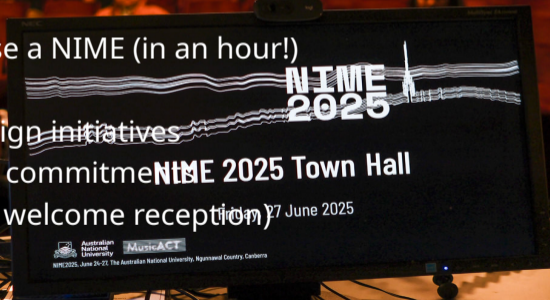 se a NIME (in an hour!)
NIME
2025
ign initiatives
commitments
NIME 2025 Town Hall
welcome reception)
Friday, 27 June 2025
Australian
National
University
MusicACT
NIME2025, June 24-27, The Australian National University, Ngunnawal Country, Canberra